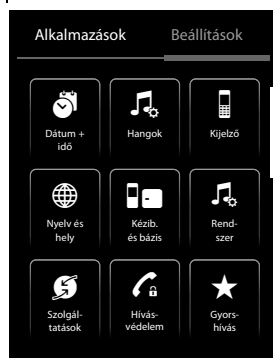 Alkalmazások Beállítások
Dátum + Hangok Kijelző
idő
Nyelv és Kézib. Rend-
hely és bázis szer
Szolgál- Hívás- Gyors-
tatások védelem hívás